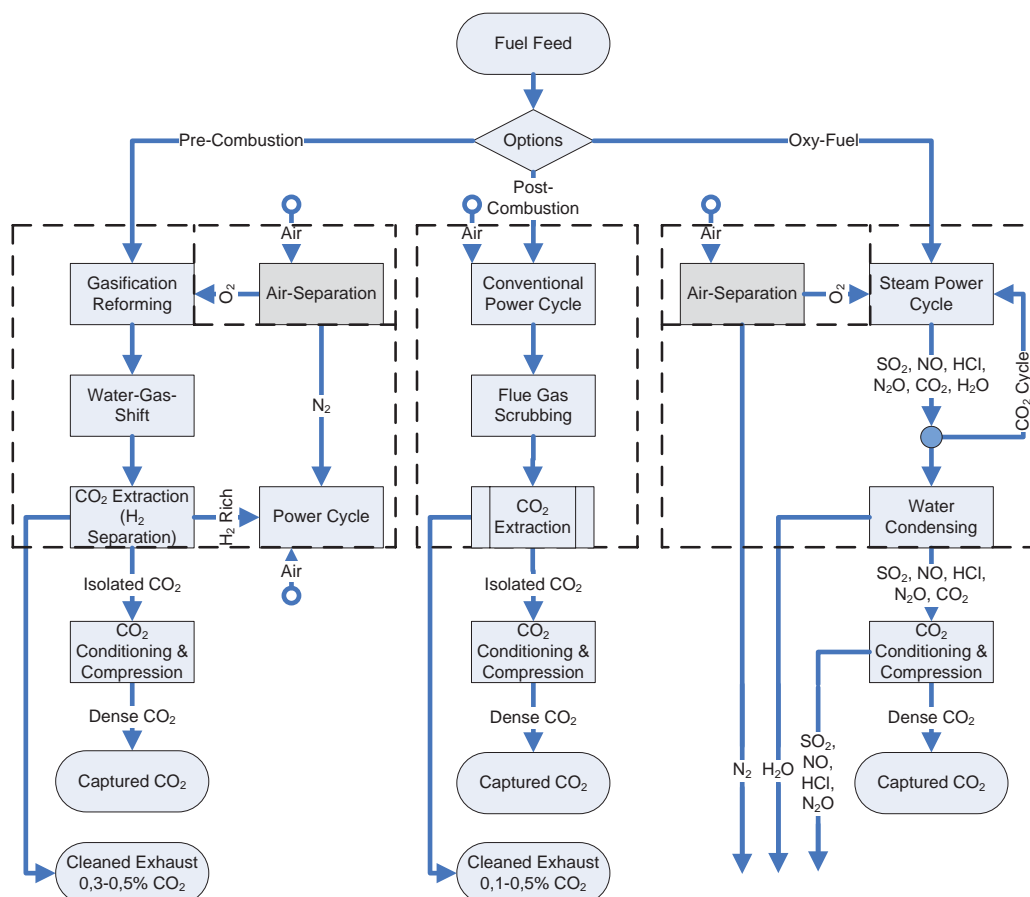 Fuel Feed
Options
Pre-Combustion
Oxy-Fuel
Post-
Combustion
Air
Gasification
Reforming
O₂
Air-Separation
Water-Gas-
Shift
N₂
CO₂ Extraction
(H₂
Separation)
H₂ Rich
Power Cycle
Air
Isolated CO₂
CO₂
Conditioning &
Compression
Dense CO₂
Captured CO₂
Cleaned Exhaust
0,3-0,5% CO₂
Air
Conventional
Power Cycle
Flue Gas
Scrubbing
CO₂
Extraction
Isolated CO₂
CO₂
Conditioning &
Compression
Dense CO₂
Captured CO₂
Cleaned Exhaust
0,1-0,5% CO₂
Air
Air-Separation
O₂
Steam Power
Cycle
SO₂, NO, HCl,
N₂O, CO₂, H₂O
CO₂ Cycle
Water
Condensing
SO₂, NO, HCl,
N₂O, CO₂
CO₂
Conditioning &
Compression
Dense CO₂
Captured CO₂
N₂
H₂O
SO₂,
NO,
HCl,
N₂O